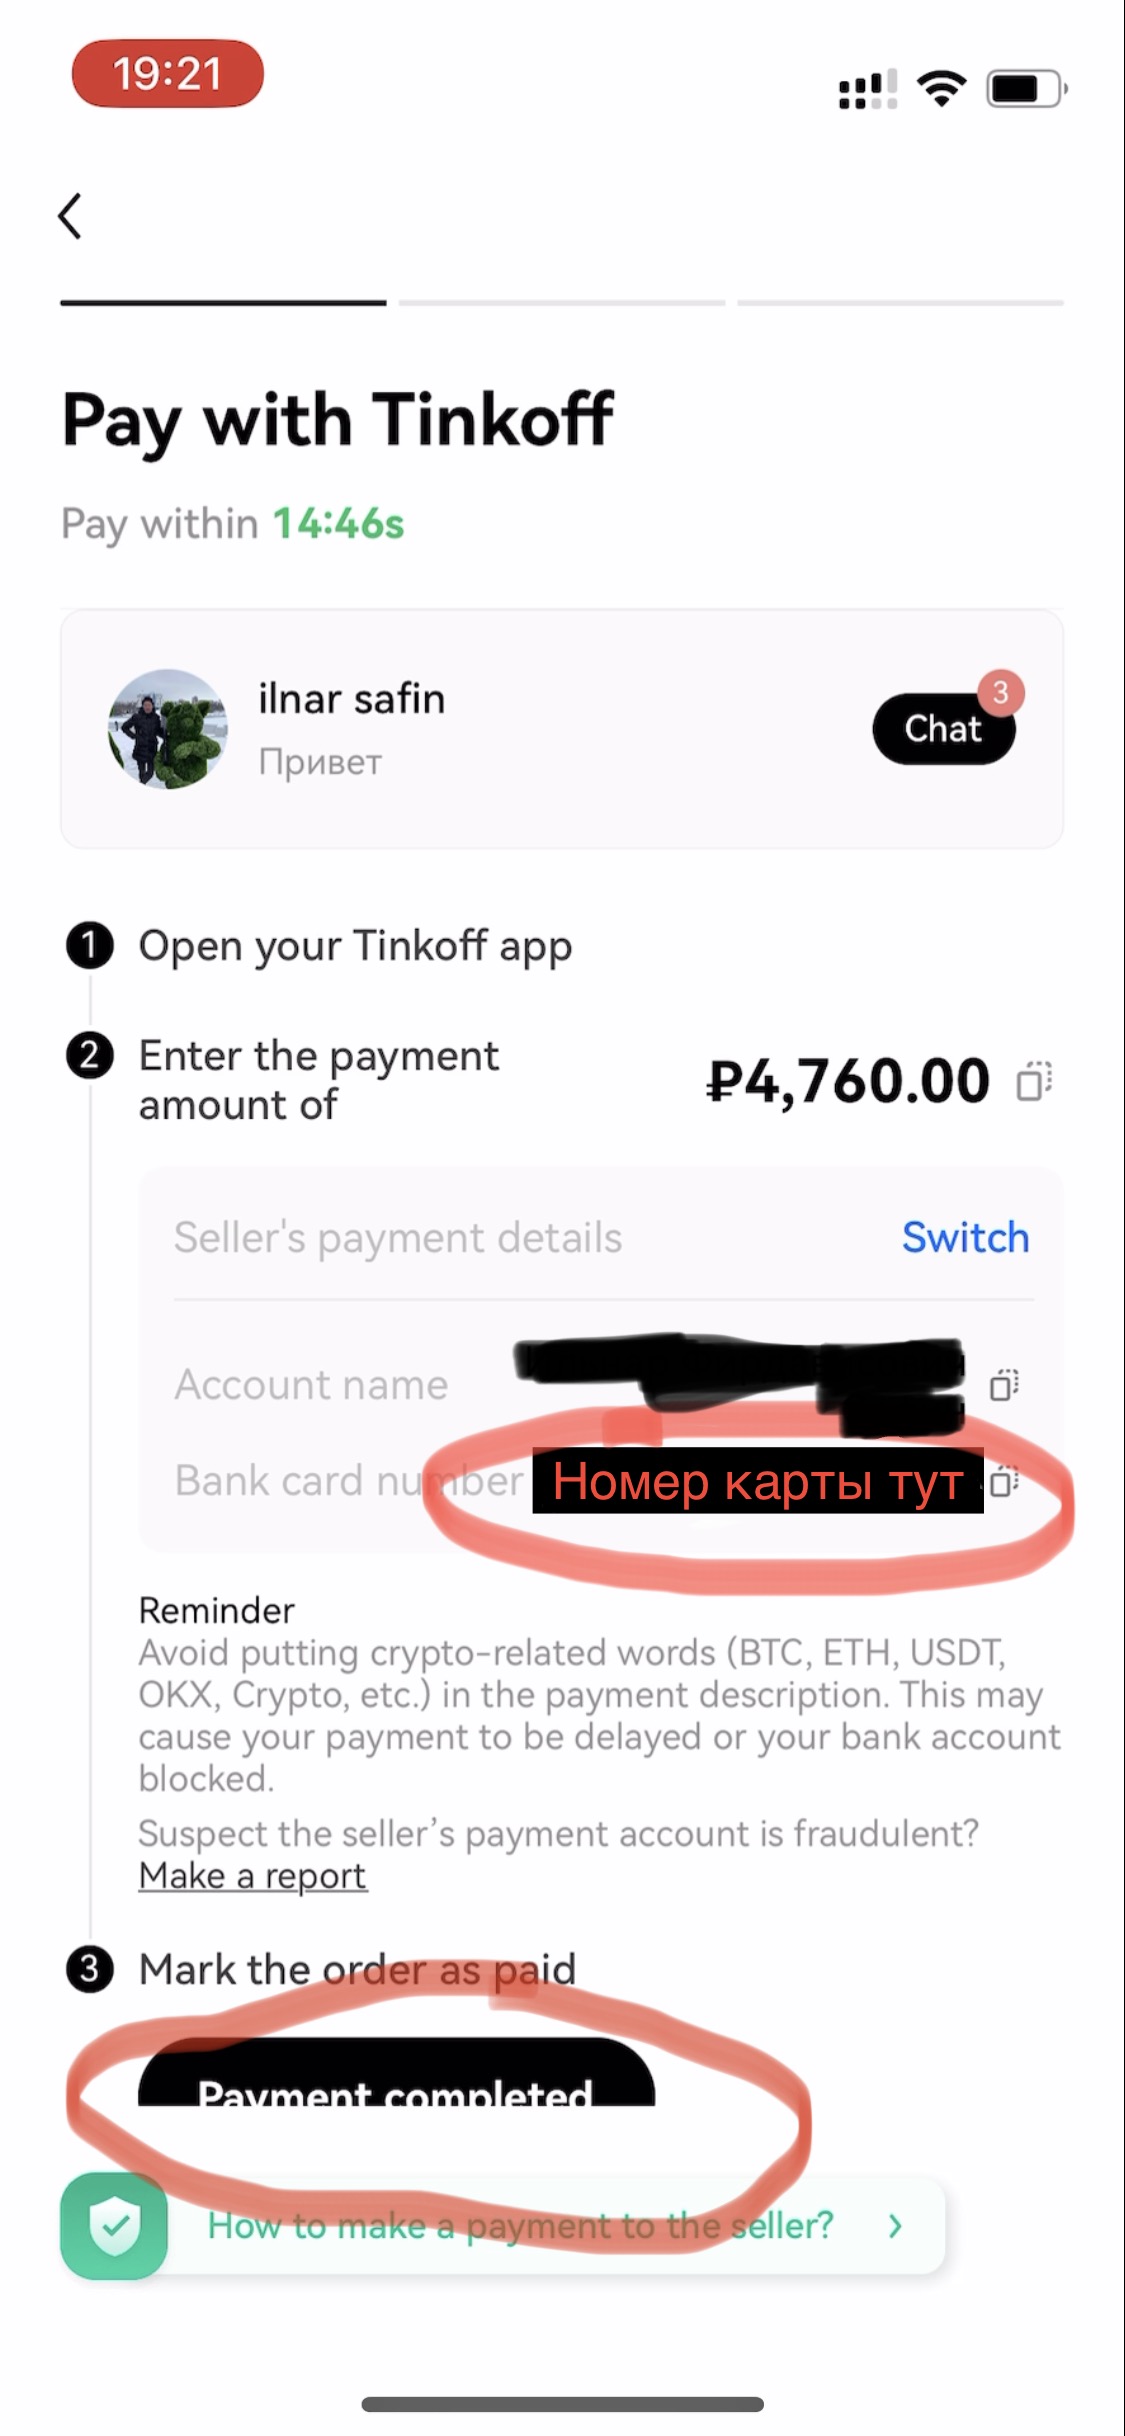 19:21
Pay with Tinkoff
Pay within 14:46s
ilnar safin
Привет
3
Chat
1 Open your Tinkoff app
2 Enter the payment
amount of
₽4,760.00
Seller's payment details Switch
Account name
Bank card number Номер карты тут
Reminder
Avoid putting crypto-related words (BTC, ETH, USDT,
OKX, Crypto, etc.) in the payment description. This may
cause your payment to be delayed or your bank account
blocked.
Suspect the seller’s payment account is fraudulent?
Make a report
3 Mark the order as paid
Payment completed
How to make a payment to the seller?